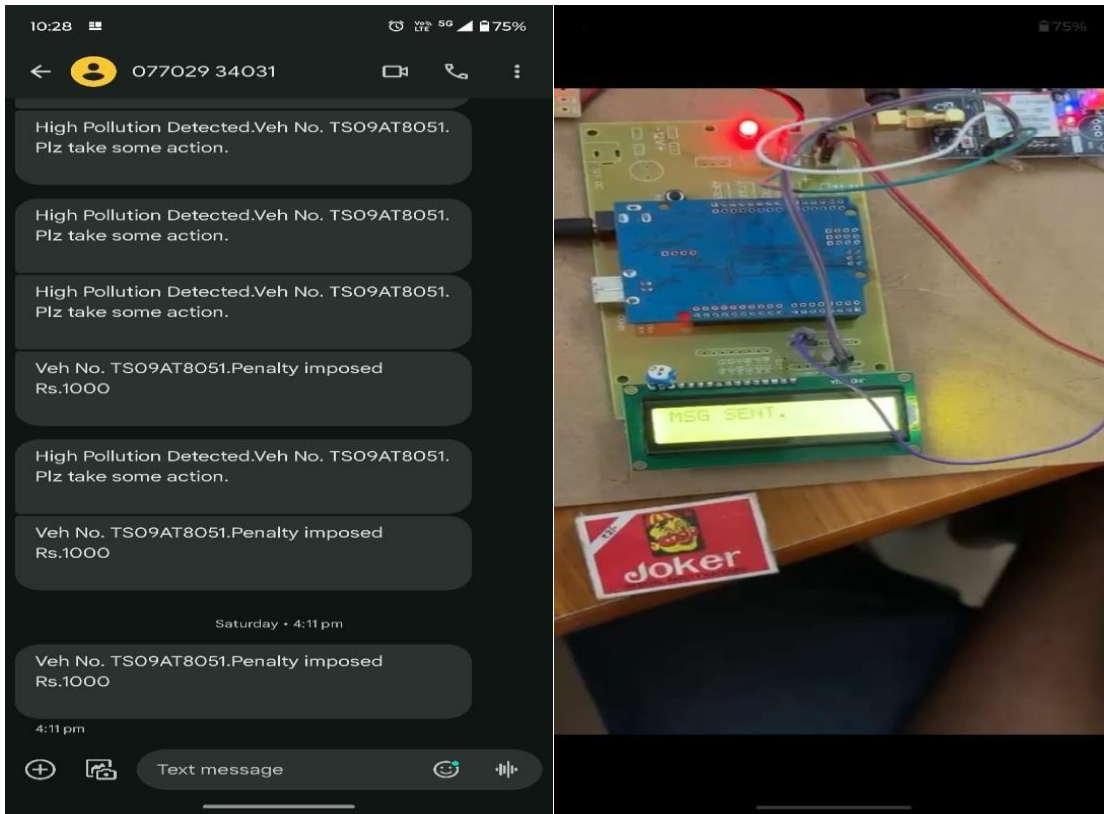 10:28
Vo))
LTE
5G
75%
077029 34031
High Pollution Detected.Veh No. TS09AT8051.
Plz take some action.
High Pollution Detected.Veh No. TS09AT8051.
Plz take some action.
High Pollution Detected.Veh No. TS09AT8051.
Plz take some action.
Veh No. TS09AT8051.Penalty imposed
Rs.1000
High Pollution Detected.Veh No. TS09AT8051.
Plz take some action.
Veh No. TS09AT8051.Penalty imposed
Rs.1000
Saturday • 4:11 pm
Veh No. TS09AT8051.Penalty imposed
Rs.1000
4:11 pm
Text message
75%
MSG SENT.
Joker